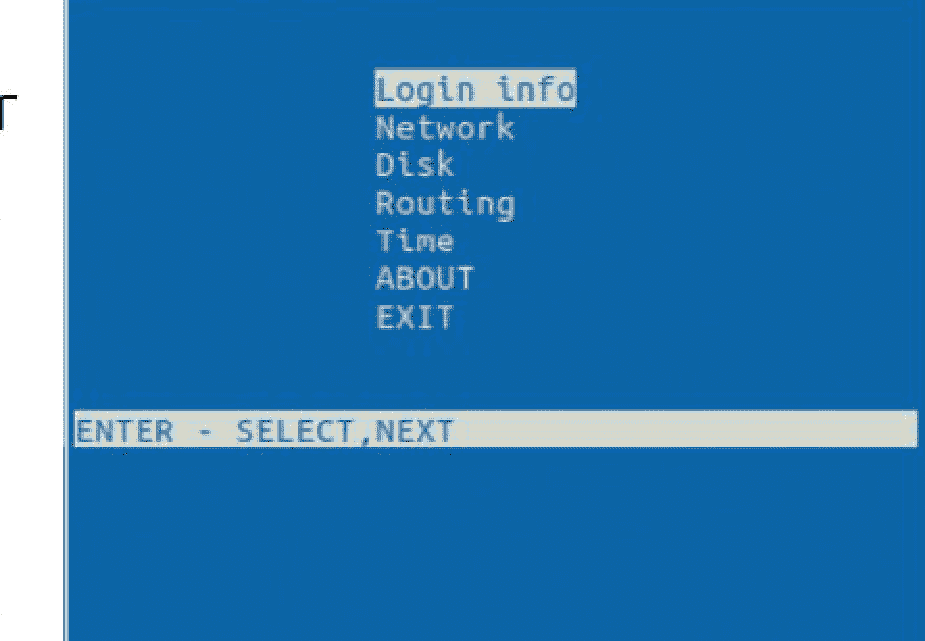 Login info
Network
Disk
Routing
Time
ABOUT
EXIT
ENTER - SELECT,NEXT